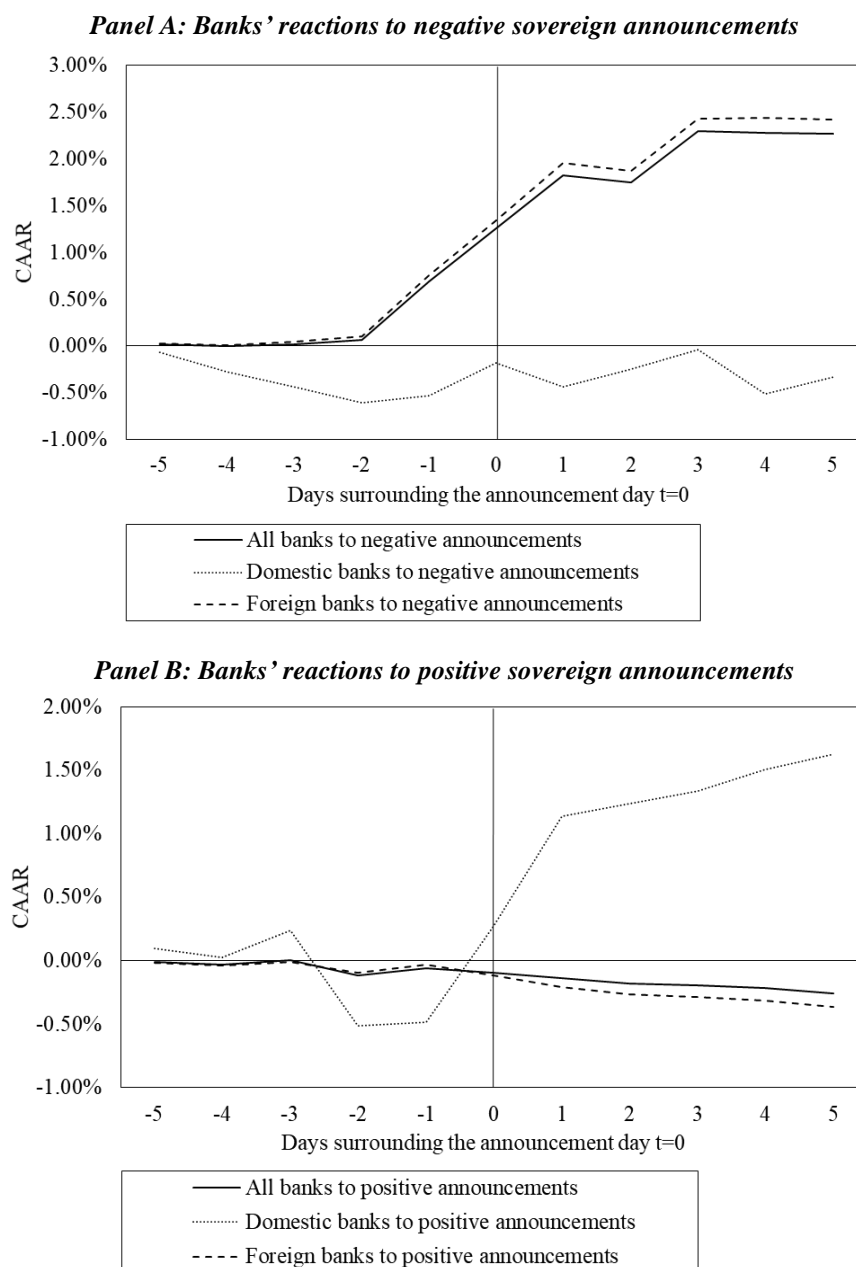 Panel A: Banks' reactions to negative sovereign announcements
3.00%
2.50%
2.00%
1.50%
1.00%
0.50%
0.00%
-0.50%
-1.00%
CAAR
-5 -4 -3 -2 -1 0 1 2 3 4 5
Days surrounding the announcement day t=0
All banks to negative announcements
Domestic banks to negative announcements
Foreign banks to negative announcements
Panel B: Banks' reactions to positive sovereign announcements
2.00%
1.50%
1.00%
0.50%
0.00%
-0.50%
-1.00%
CAAR
-5 -4 -3 -2 -1 0 1 2 3 4 5
Days surrounding the announcement day t=0
All banks to positive announcements
Domestic banks to positive announcements
Foreign banks to positive announcements